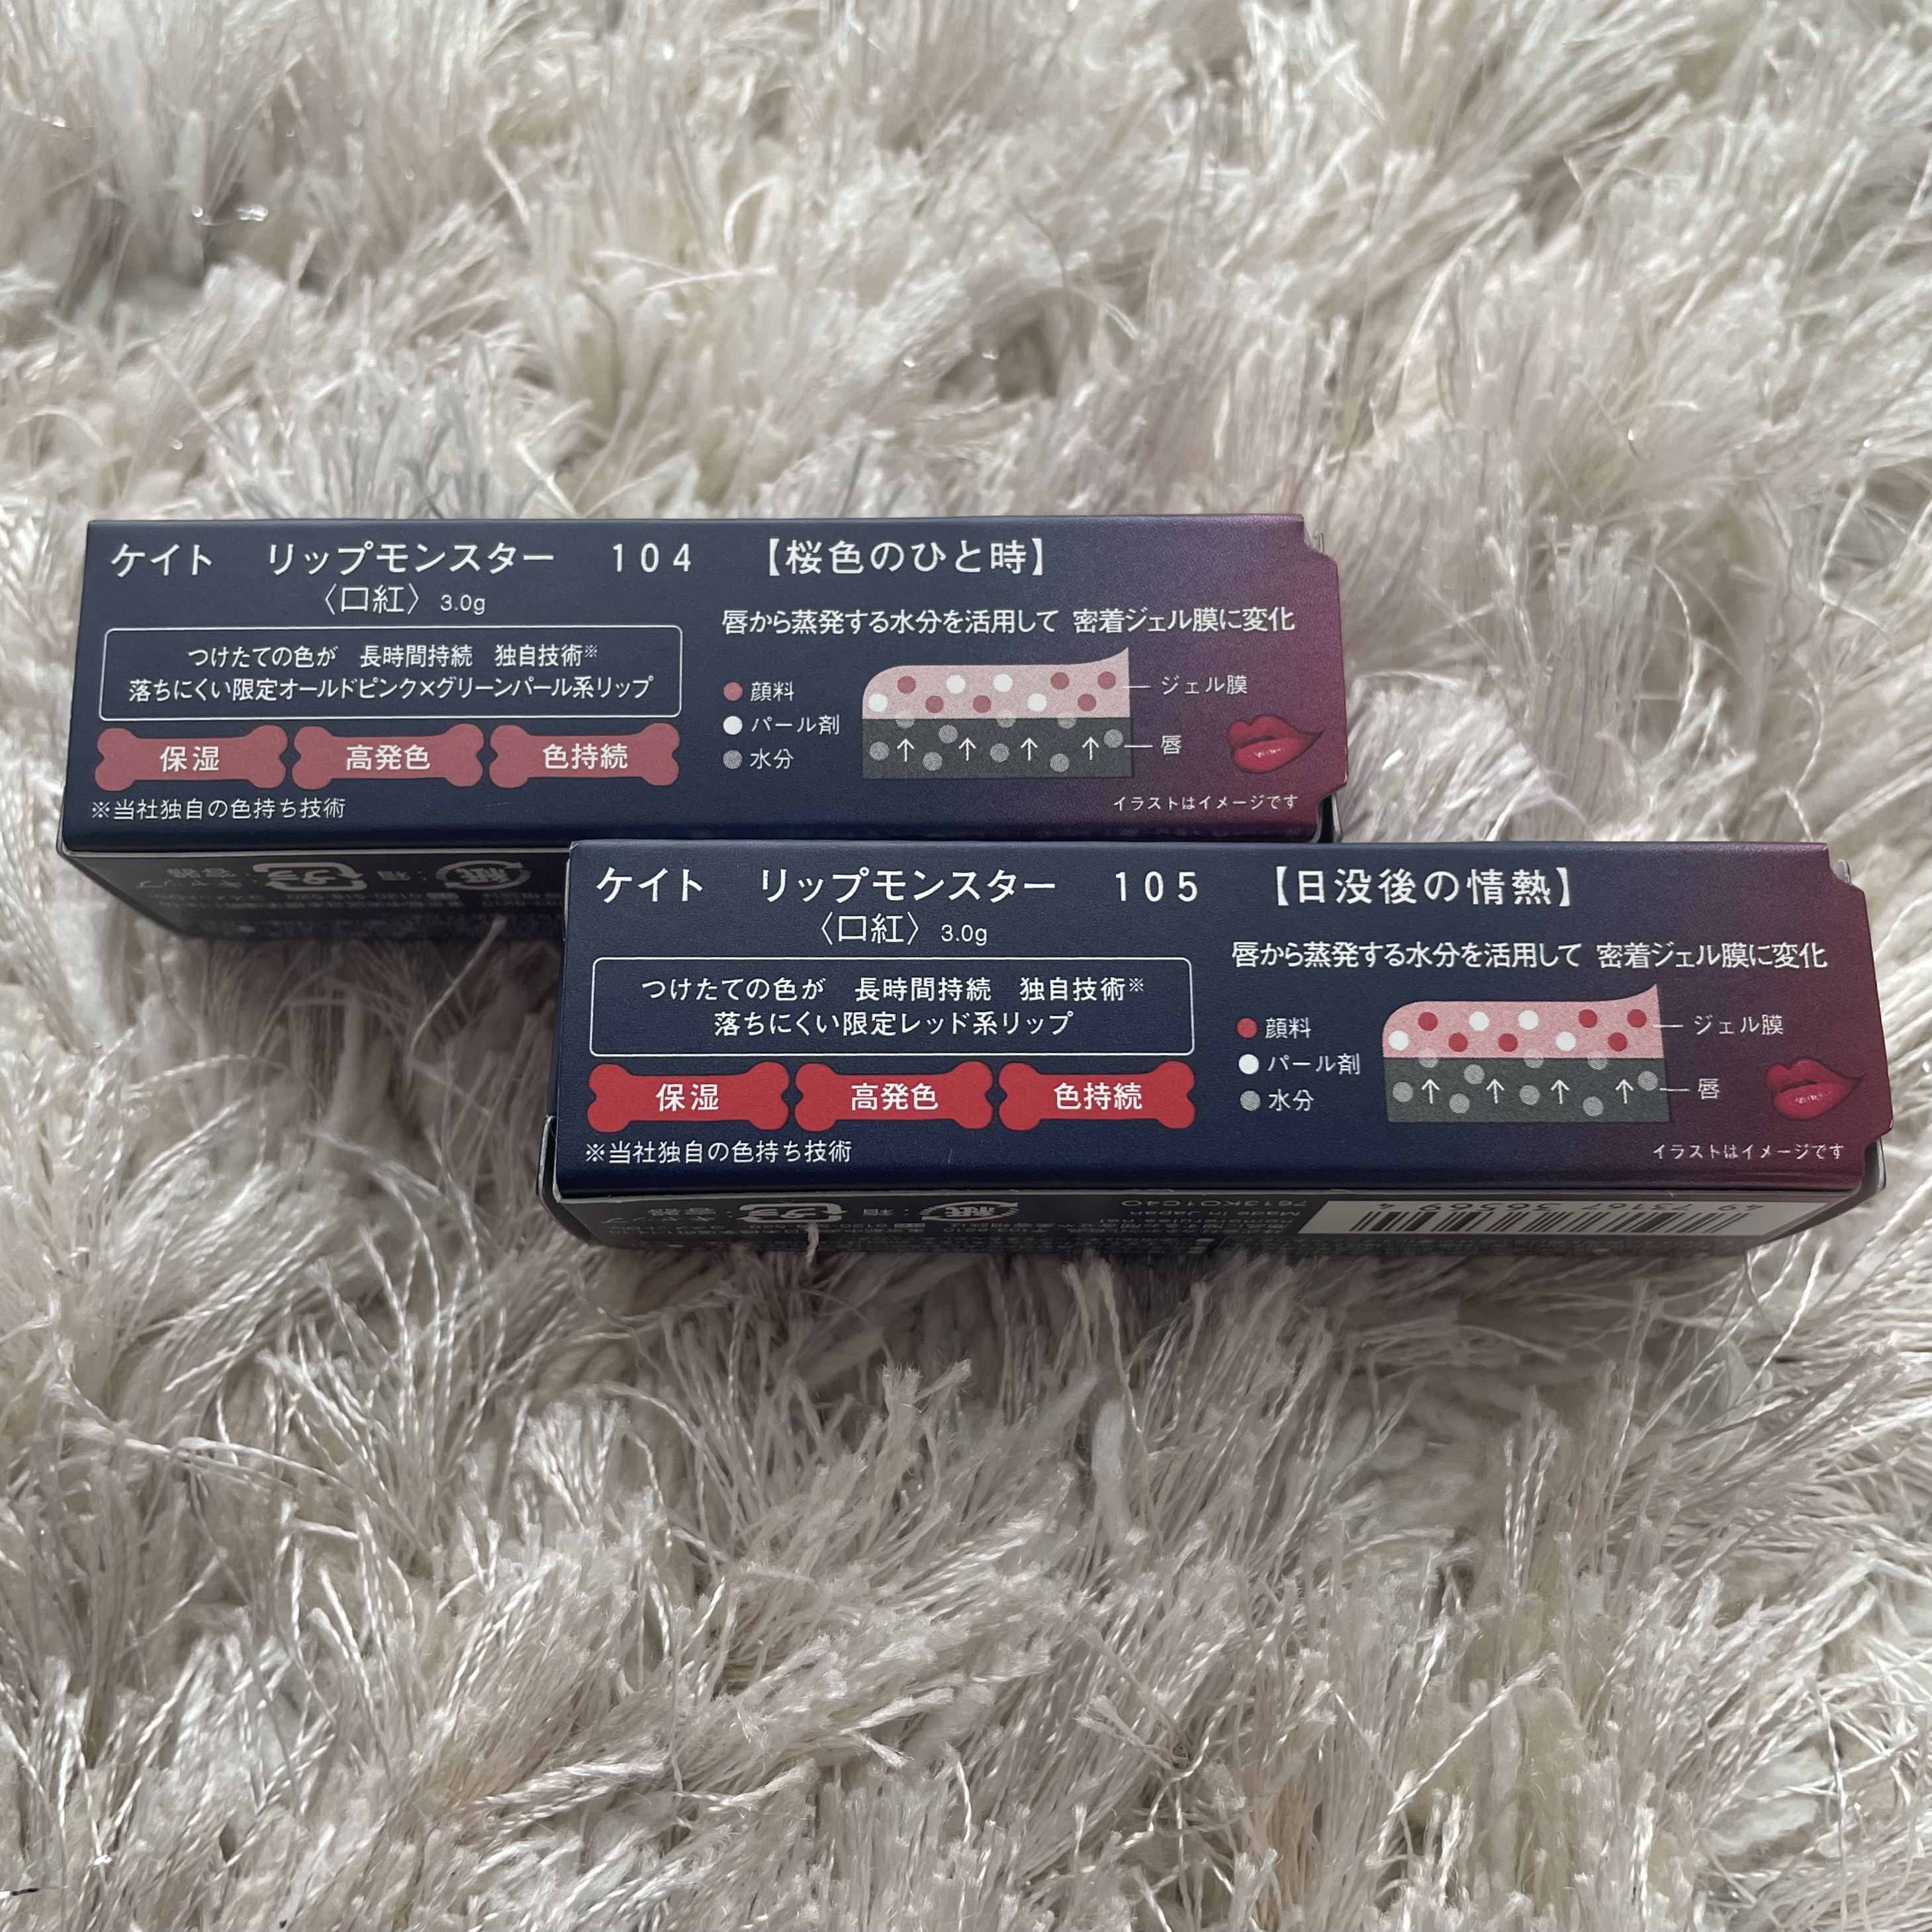 ケイト リップモンスター 104 【桜色のひと時】
〈口紅〉 3.0g
つけたての色が 長時間持続 独自技術※
落ちにくい限定オールドピンク×グリーンパール系リップ
保湿 高発色 色持続
※当社独自の色持ち技術
唇から蒸発する水分を活用して 密着ジェル膜に変化
顔料
パール剤
水分
ジェル膜
唇
イラストはイメージです
ケイト リップモンスター 105 【日没後の情熱】
〈口紅〉 3.0g
つけたての色が 長時間持続 独自技術※
落ちにくい限定レッド系リップ
保湿 高発色 色持続
※当社独自の色持ち技術
唇から蒸発する水分を活用して 密着ジェル膜に変化
顔料
パール剤
水分
ジェル膜
唇
イラストはイメージです
紙
箱
プラ
紙
箱
プラ